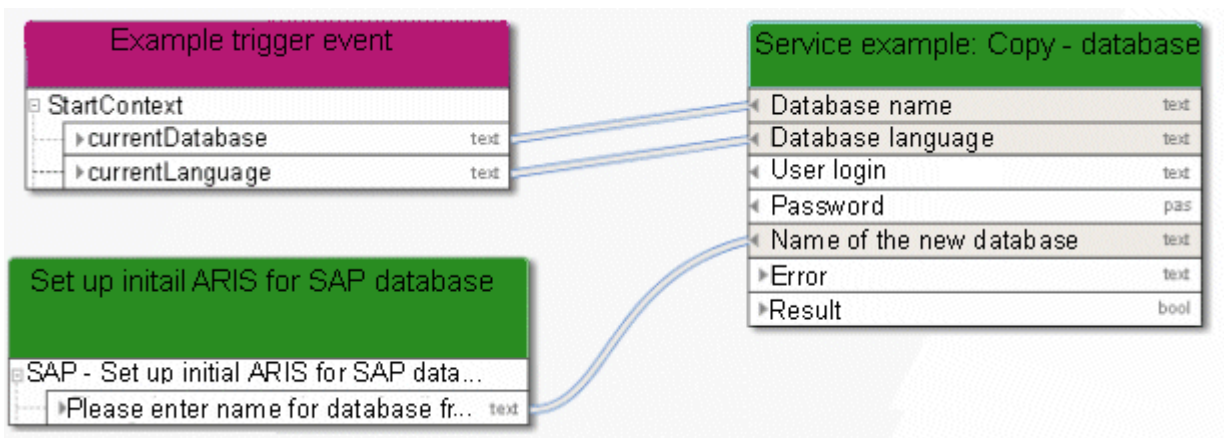 Example trigger event
StartContext
currentDatabase text
currentLanguage text
Set up initail ARIS for SAP database
SAP - Set up initial ARIS for SAP data...
Please enter name for database fr... text
Service example: Copy - database
Database name text
Database language text
User login text
Password pas
Name of the new database text
Error text
Result bool